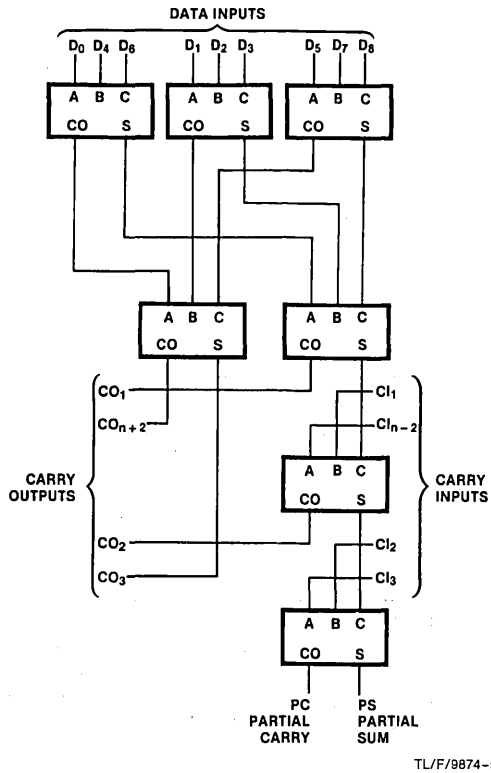 DATA INPUTS
D0 D4 D6 D1 D2 D3 D5 D7 D8
A B C A B C A B C
CO S CO S CO S
A B C A B C
CO S CO S
CO1 CI1
COn+2 CIn-2
A B C
CARRY OUTPUTS CARRY INPUTS
CO S
CO2 CI2
CO3 CI3
A B C
CO S
PC PARTIAL CARRY
PS PARTIAL SUM
TL/F/9874-